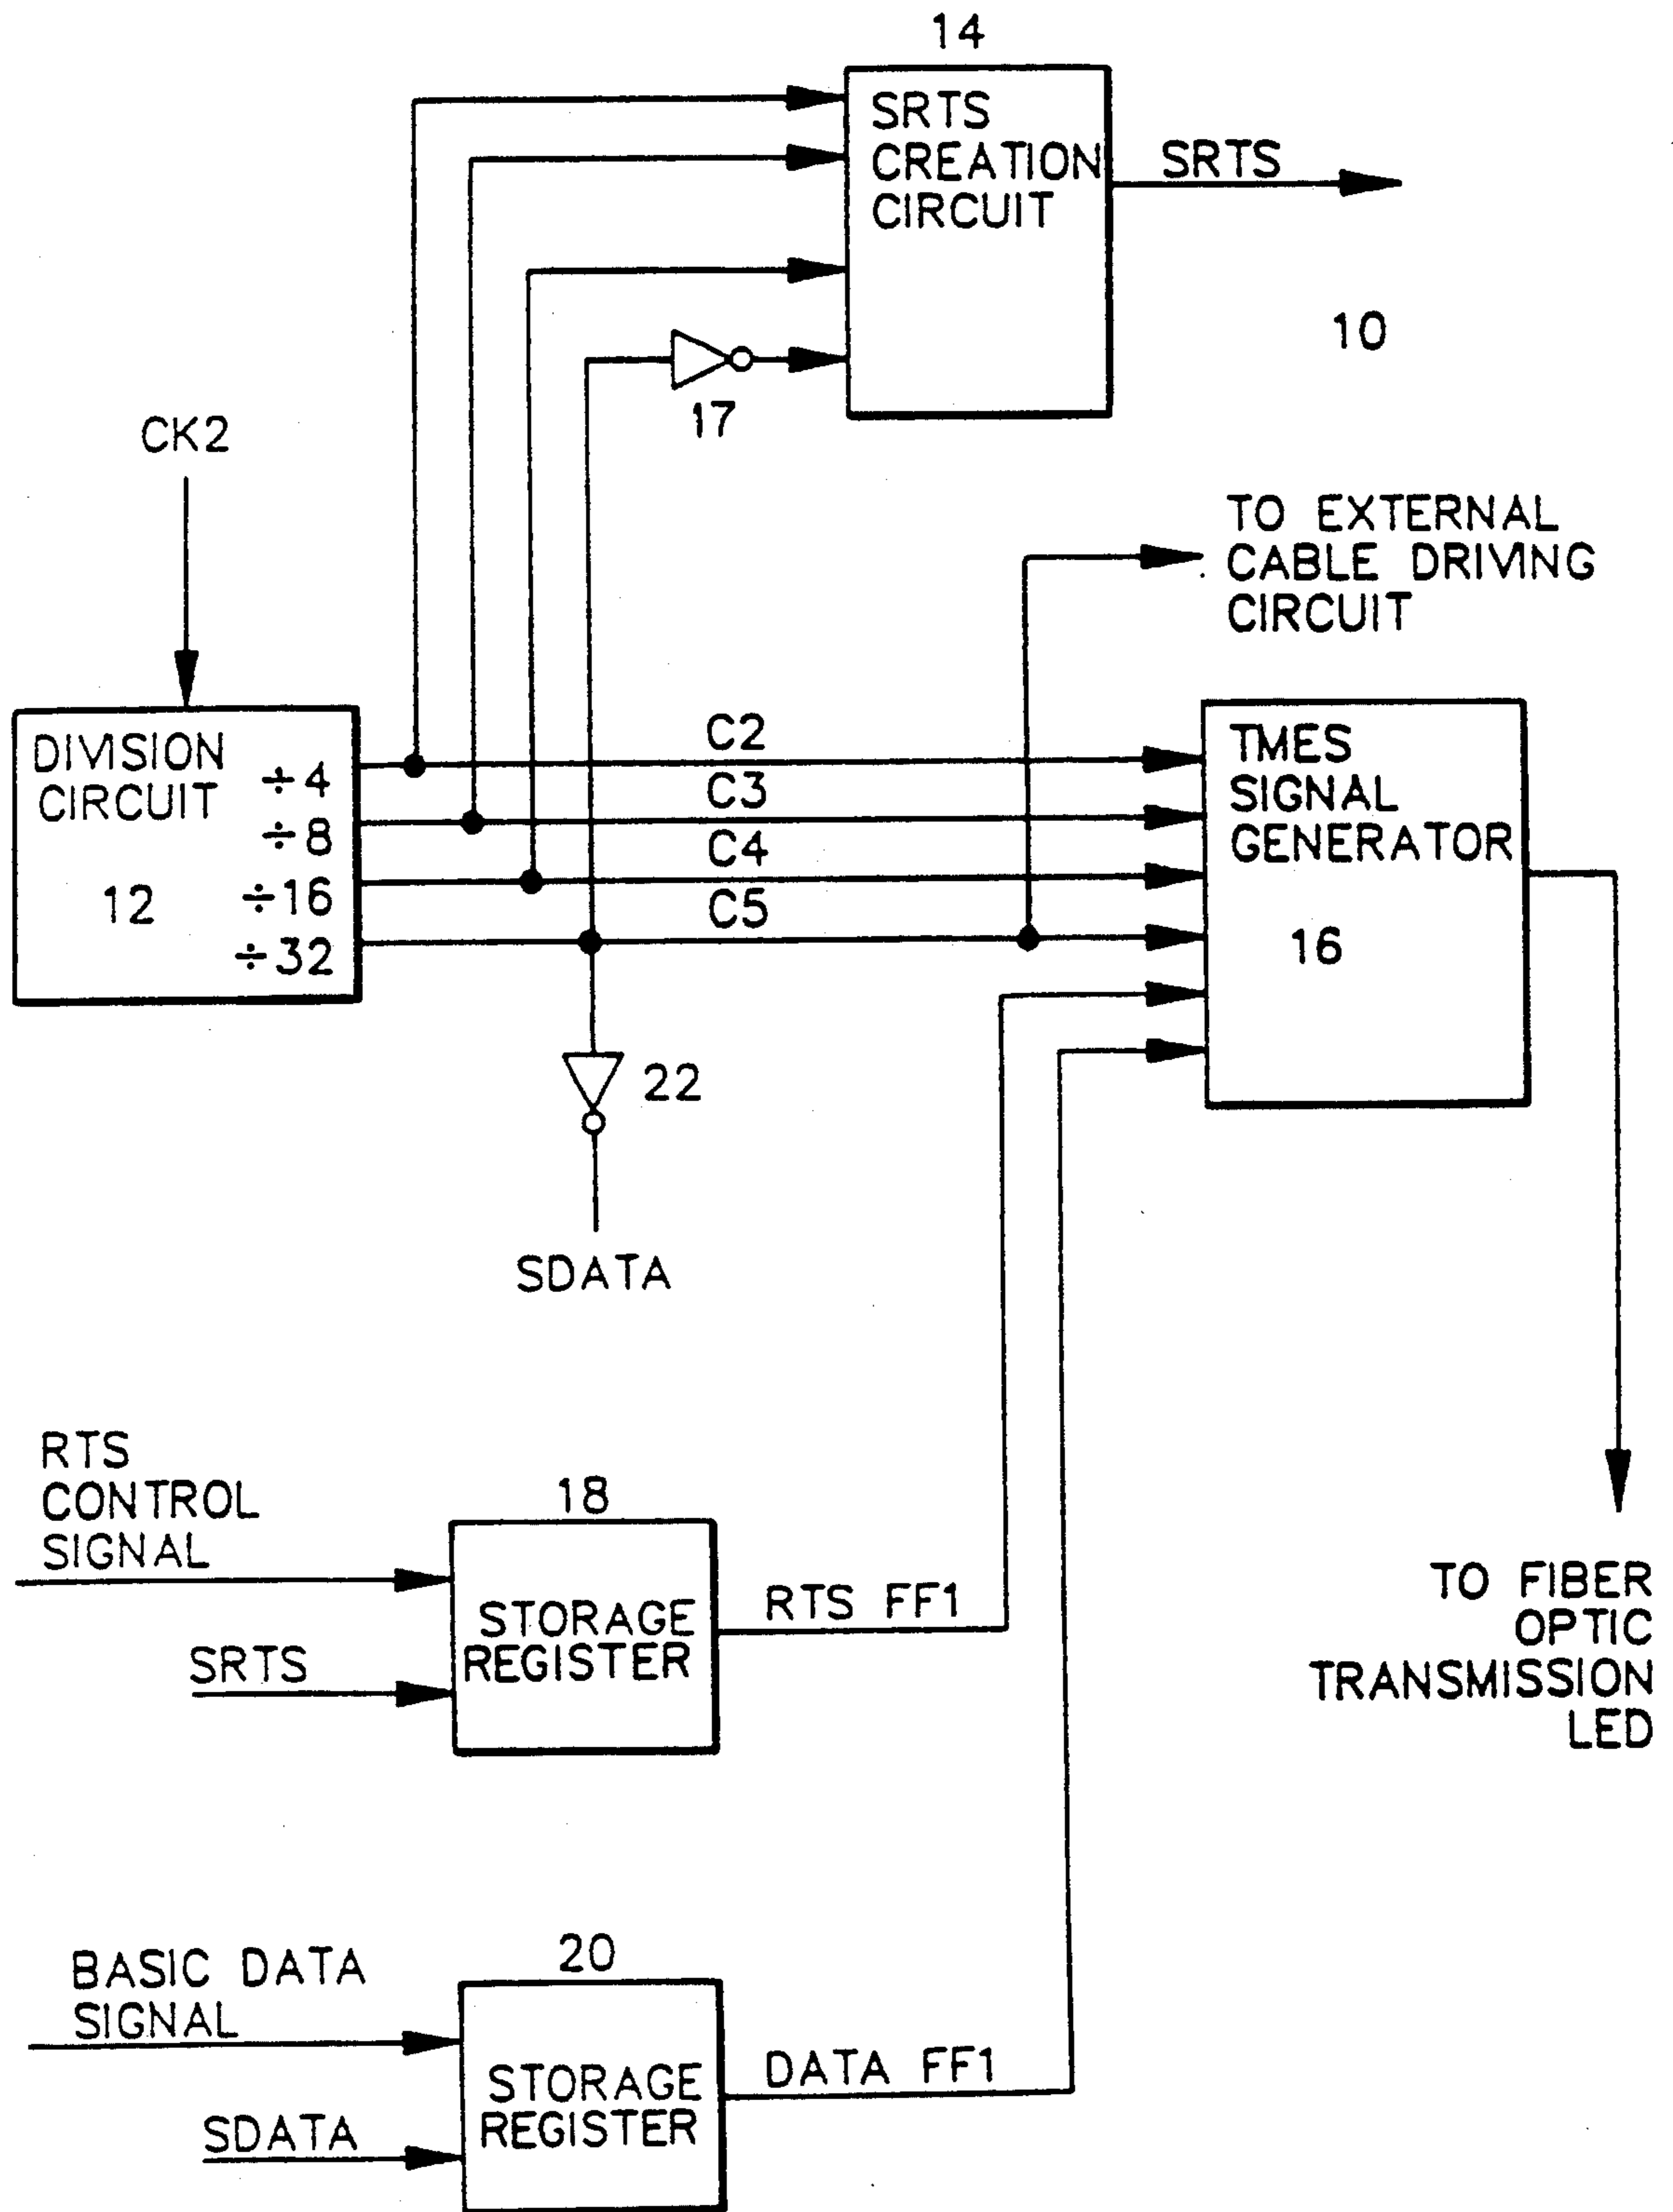 14
SRTS
CREATION
CIRCUIT
SRTS
10
17
CK2
TO EXTERNAL
CABLE DRIVING
CIRCUIT
DIVISION
CIRCUIT
÷4
÷8
÷16
÷32
12
C2
C3
C4
C5
TMES
SIGNAL
GENERATOR
16
22
SDATA
RTS
CONTROL
SIGNAL
SRTS
18
STORAGE
REGISTER
RTS FF1
TO FIBER
OPTIC
TRANSMISSION
LED
BASIC DATA
SIGNAL
SDATA
20
STORAGE
REGISTER
DATA FF1